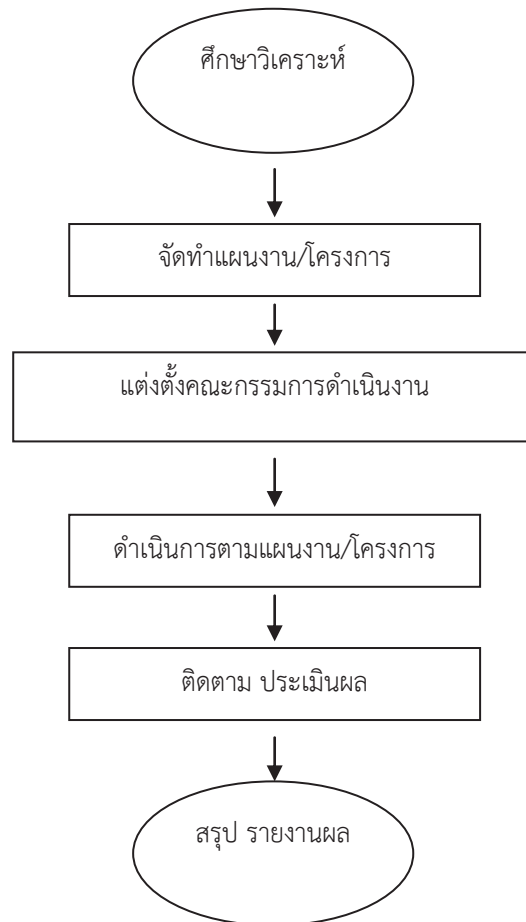 ศึกษาวิเคราะห์
จัดทำแผนงาน/โครงการ
แต่งตั้งคณะกรรมการดำเนินงาน
ดำเนินการตามแผนงาน/โครงการ
ติดตาม ประเมินผล
สรุป รายงานผล